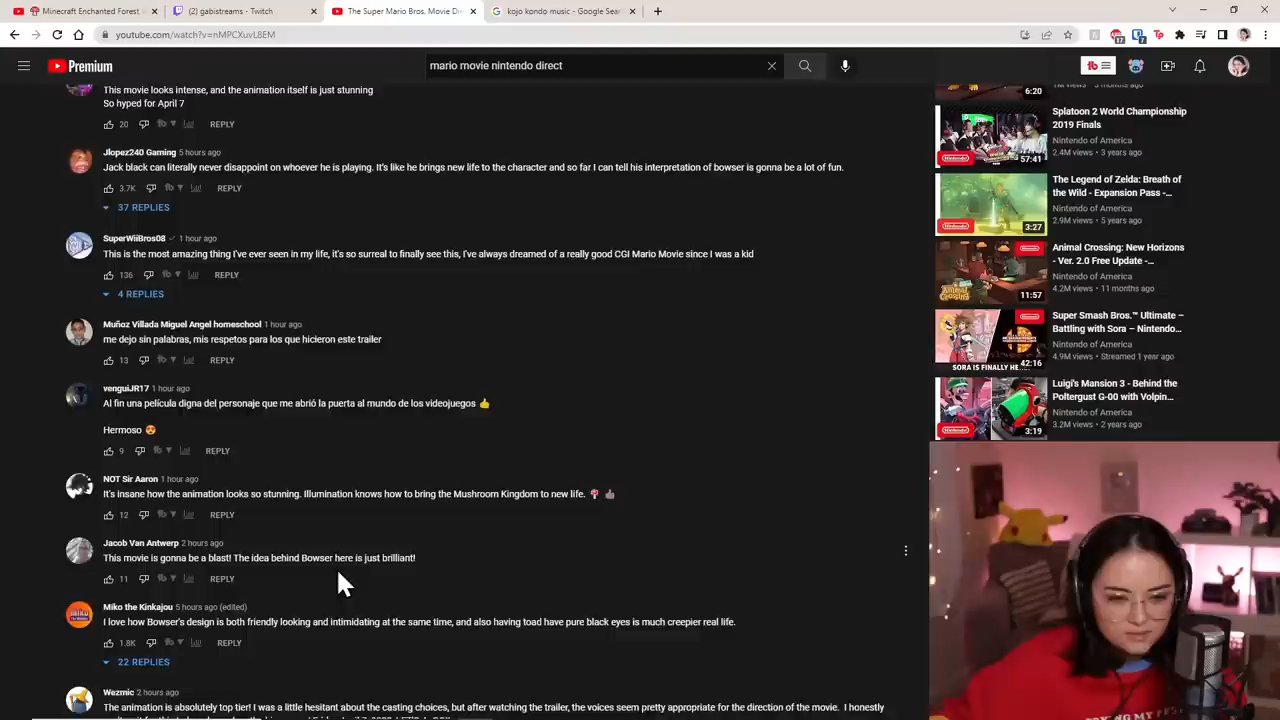 Minecraft Enchanted Forest
(2) gabistreams - Twitch
The Super Mario Bros. Movie Di
kojo kondo music - Google Sea
youtube.com/watch?v=nMPCXuvL8EM
Premium
mario movie nintendo direct
This movie looks intense, and the animation itself is just stunning
So hyped for April 7
20 REPLY
Jlopez240 Gaming 5 hours ago
Jack black can literally never disappoint on whoever he is playing. It's like he brings new life to the character and so far I can tell his interpretation of bowser is gonna be a lot of fun.
3.7K REPLY
37 REPLIES
SuperWiiBros08 1 hour ago
This is the most amazing thing I've ever seen in my life, it's so surreal to finally see this, I've always dreamed of a really good CGI Mario Movie since I was a kid
136 REPLY
4 REPLIES
Muñoz Villada Miguel Angel homeschool 1 hour ago
me dejo sin palabras, mis respetos para los que hicieron este trailer
13 REPLY
venguiJR17 1 hour ago
Al fin una película digna del personaje que me abrió la puerta al mundo de los videojuegos 👍
Hermoso 😍
9 REPLY
NOT Sir Aaron 1 hour ago
It's insane how the animation looks so stunning. Illumination knows how to bring the Mushroom Kingdom to new life. 🍄 👍
12 REPLY
Jacob Van Antwerp 2 hours ago
This movie is gonna be a blast! The idea behind Bowser here is just brilliant!
11 REPLY
Miko the Kinkajou 5 hours ago (edited)
I love how Bowser's design is both friendly looking and intimidating at the same time, and also having toad have pure black eyes is much creepier real life.
1.8K REPLY
22 REPLIES
Wezmic 2 hours ago
The animation is absolutely top tier! I was a little hesitant about the casting choices, but after watching the trailer, the voices seem pretty appropriate for the direction of the movie. I honestly
6:20
Splatoon 2 World Championship
2019 Finals
Nintendo of America
2.4M views • 3 years ago
57:41
The Legend of Zelda: Breath of
the Wild - Expansion Pass -...
Nintendo of America
2.9M views • 5 years ago
3:27
Animal Crossing: New Horizons
- Ver. 2.0 Free Update -...
Nintendo of America
4.2M views • 11 months ago
11:57
Super Smash Bros.™ Ultimate –
Battling with Sora – Nintendo...
Nintendo of America
4.9M views • Streamed 1 year ago
SORA IS FINALLY HE
42:16
Luigi's Mansion 3 - Behind the
Poltergust G-00 with Volpin...
Nintendo of America
3.2M views • 2 years ago
3:19